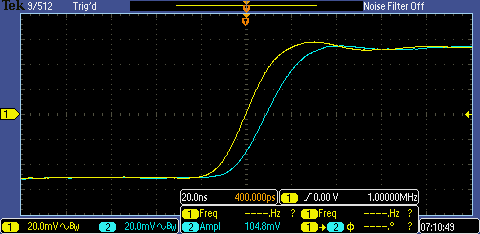 Tek 9/512 Trig'd Noise Filter Off
T
1
20.0ns 400.000ps 1 0.00 V 1.00000MHz
1 Freq -----.Hz ? 1 Freq -----.Hz ?
1 20.0mV Bw 2 20.0mV Bw 2 Ampl 104.8mV 1→2 ϕ -----.° ? 07:10:49